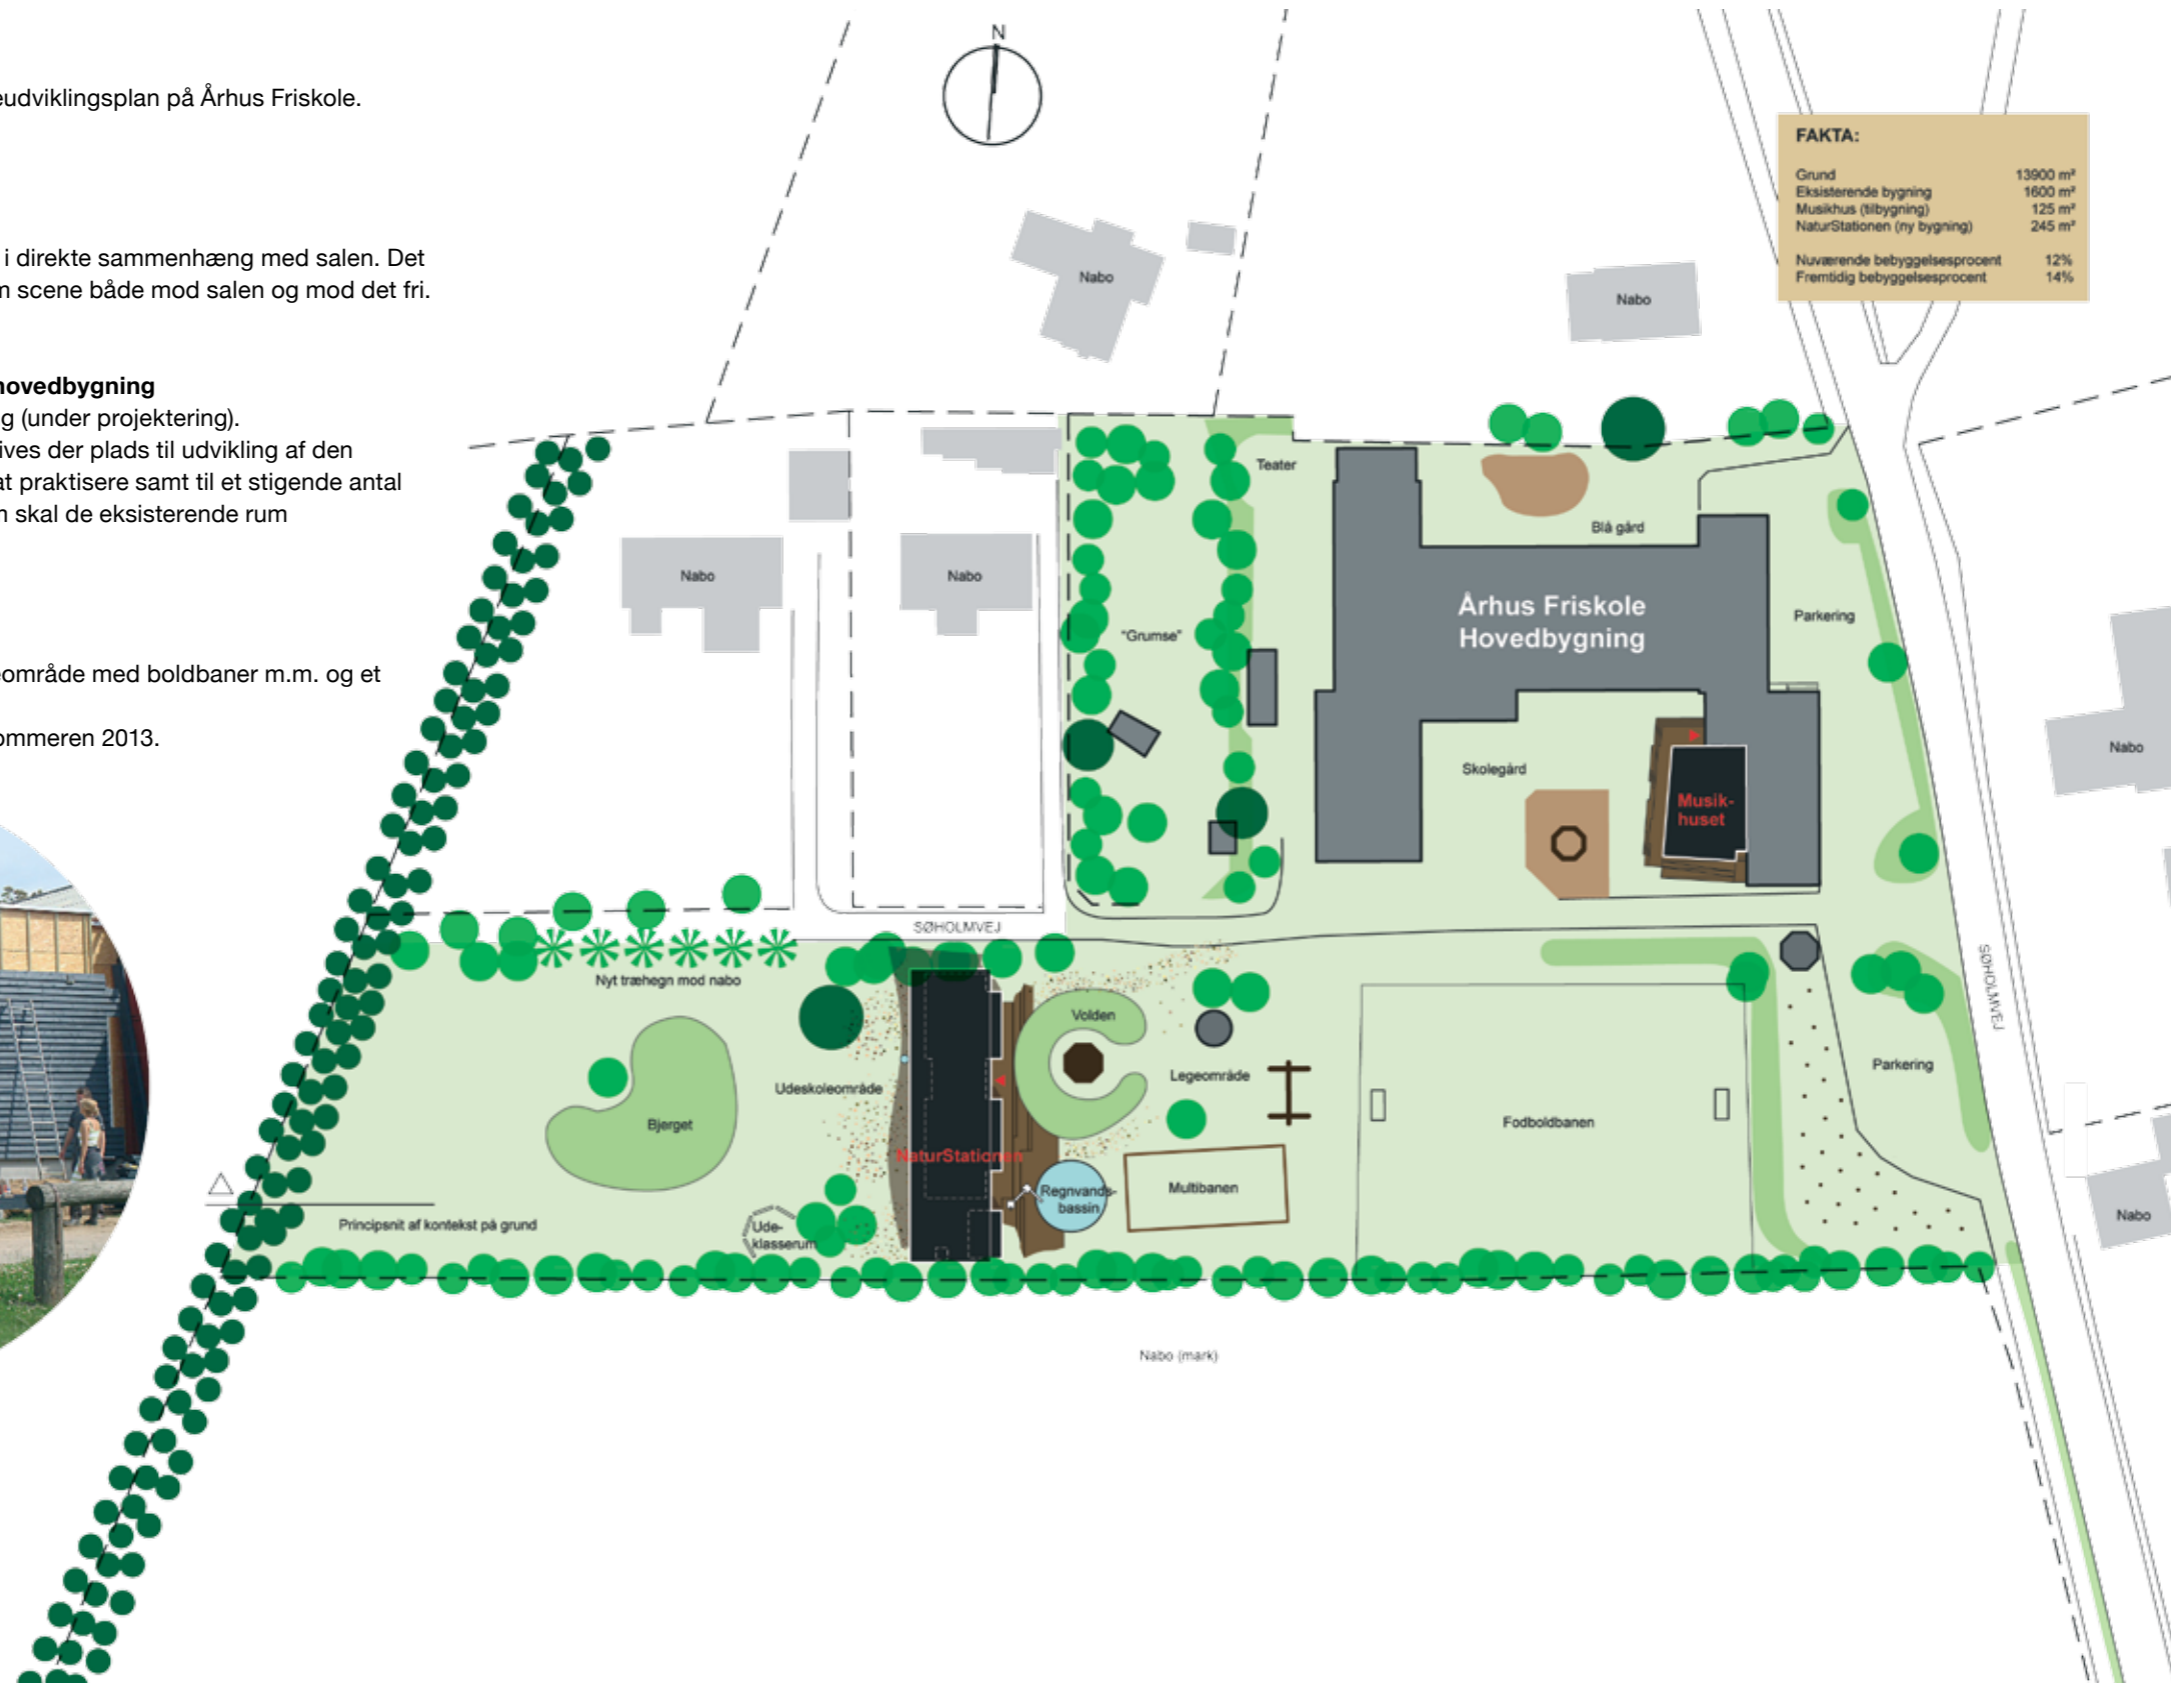 eudviklingsplan på Århus Friskole.
i direkte sammenhæng med salen. Det
scene både mod salen og mod det fri.
hovedbygning
g (under projektering).
ives der plads til udvikling af den
at praktisere samt til et stigende antal
skal de eksisterende rum
eområde med boldbaner m.m. og et
ommeren 2013.
N
FAKTA:
Grund 13900 m²
Eksisterende bygning 1600 m²
Musikhus (tilbygning) 125 m²
NaturStationen (ny bygning) 245 m²
Nuværende bebyggelsesprocent 12%
Fremtidig bebyggelsesprocent 14%
Nabo
Nabo
Teater
Blå gård
Nabo
Nabo
"Grumse"
Århus Friskole
Hovedbygning
Parkering
Nabo
Skolegård
Musik-
huset
SØHOLMVEJ
Nyt træhegn mod nabo
SØHOLMVEJ
Volden
Udeskoleområde
Legeområde
Parkering
Bjerget
Fodboldbanen
NaturStationen
Regnvands-
bassin
Multibanen
Nabo
Principsnit af kontekst på grund
Ude-
klasserum
Nabo (mark)